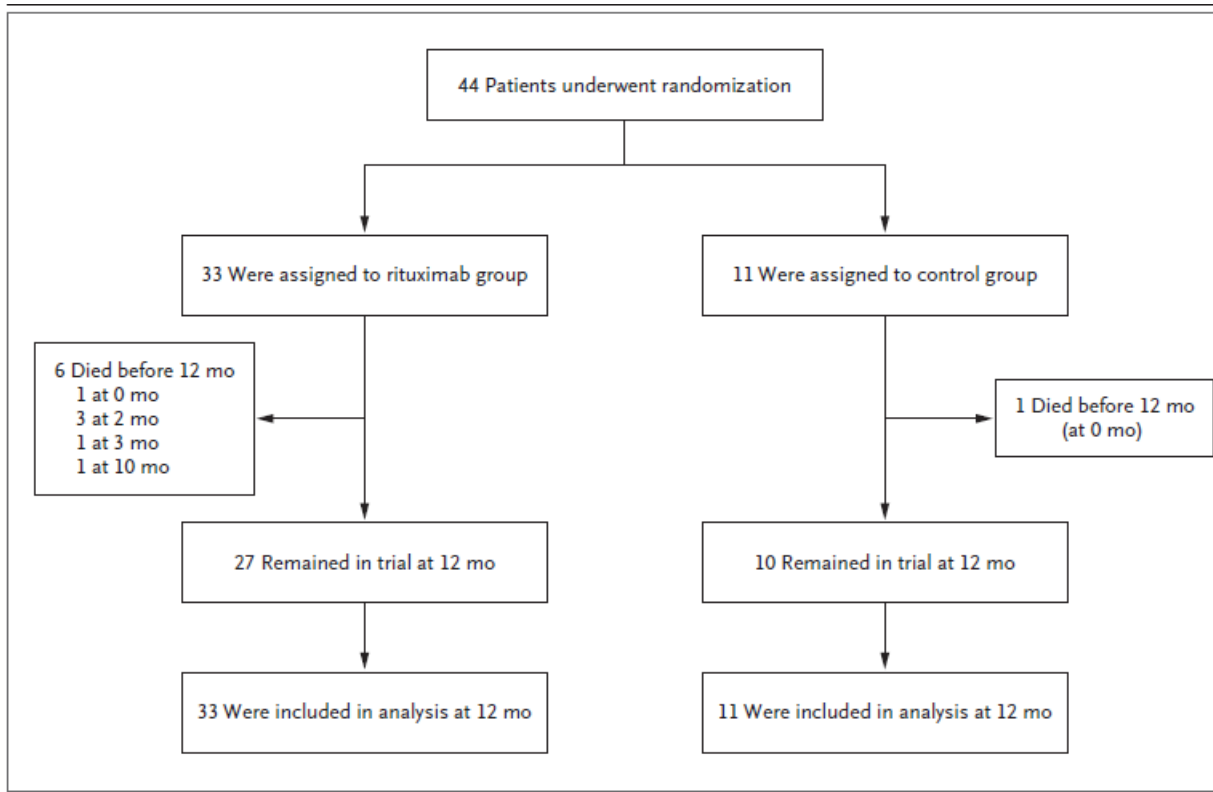 44 Patients underwent randomization
33 Were assigned to rituximab group
11 Were assigned to control group
6 Died before 12 mo
1 at 0 mo
3 at 2 mo
1 at 3 mo
1 at 10 mo
1 Died before 12 mo
(at 0 mo)
27 Remained in trial at 12 mo
10 Remained in trial at 12 mo
33 Were included in analysis at 12 mo
11 Were included in analysis at 12 mo